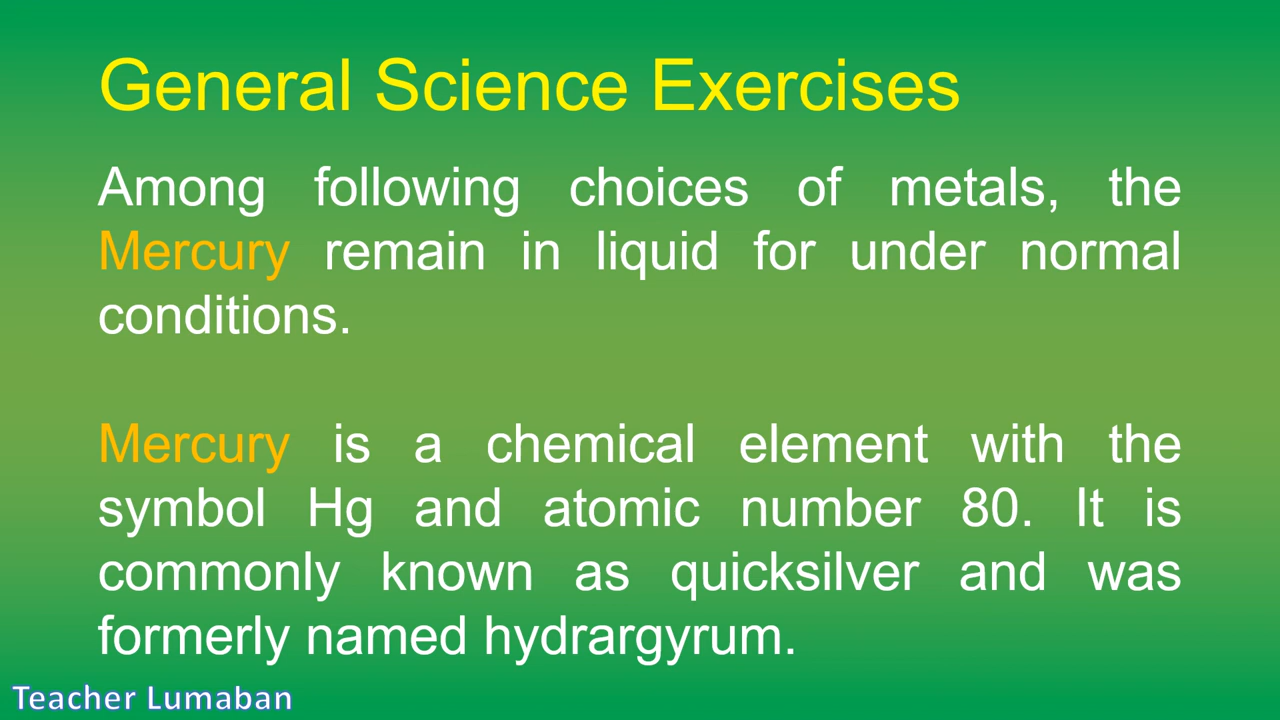 General Science Exercises
Among following choices of metals, the
Mercury remain in liquid for under normal
conditions.
Mercury is a chemical element with the
symbol Hg and atomic number 80. It is
commonly known as quicksilver and was
formerly named hydrargyrum.
Teacher Lumaban